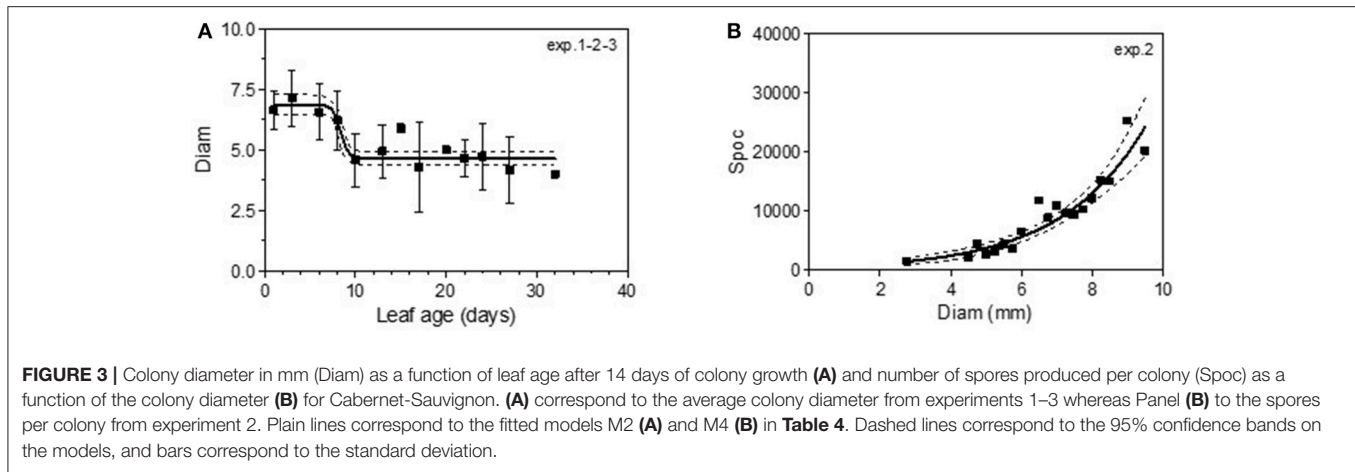 A
exp.1-2-3
Diam
10.0
7.5
5.0
2.5
0.0
0 10 20 30 40
Leaf age (days)
B
exp.2
Spoc
40000
30000
20000
10000
0
0 2 4 6 8 10
Diam (mm)
FIGURE 3 | Colony diameter in mm (Diam) as a function of leaf age after 14 days of colony growth (A) and number of spores produced per colony (Spoc) as a
function of the colony diameter (B) for Cabernet-Sauvignon. (A) correspond to the average colony diameter from experiments 1–3 whereas Panel (B) to the spores
per colony from experiment 2. Plain lines correspond to the fitted models M2 (A) and M4 (B) in Table 4. Dashed lines correspond to the 95% confidence bands on
the models, and bars correspond to the standard deviation.